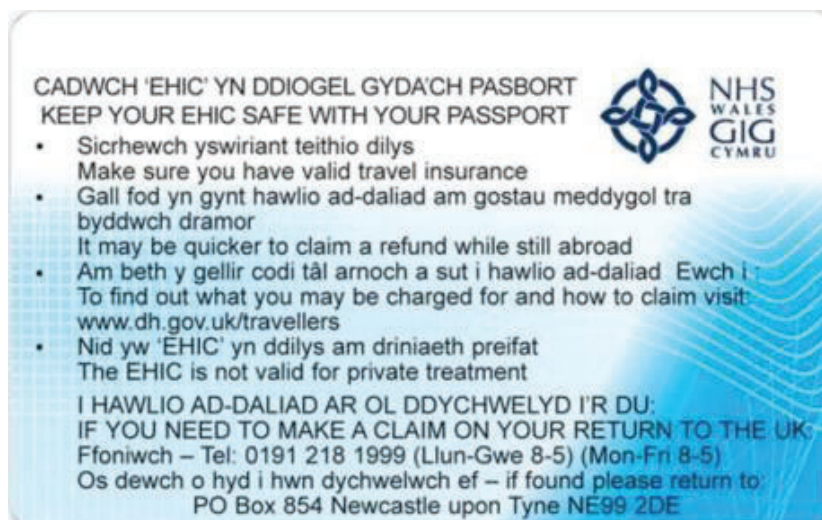 CADWCH 'EHIC' YN DDIOGEL GYDA'CH PASBORT
KEEP YOUR EHIC SAFE WITH YOUR PASSPORT
NHS
WALES
GIG
CYMRU
• Sicrhewch yswiriant teithio dilys
Make sure you have valid travel insurance
• Gall fod yn gynt hawlio ad-daliad am gostau meddygol tra
byddwch dramor
It may be quicker to claim a refund while still abroad
• Am beth y gellir codi tâl arnoch a sut i hawlio ad-daliad Ewch i :
To find out what you may be charged for and how to claim visit:
www.dh.gov.uk/travellers
• Nid yw 'EHIC' yn ddilys am driniaeth preifat
The EHIC is not valid for private treatment
I HAWLIO AD-DALIAD AR OL DDYCHWELYD I'R DU:
IF YOU NEED TO MAKE A CLAIM ON YOUR RETURN TO THE UK:
Ffoniwch – Tel: 0191 218 1999 (Llun-Gwe 8-5) (Mon-Fri 8-5)
Os dewch o hyd i hwn dychwelwch ef – if found please return to:
PO Box 854 Newcastle upon Tyne NE99 2DE